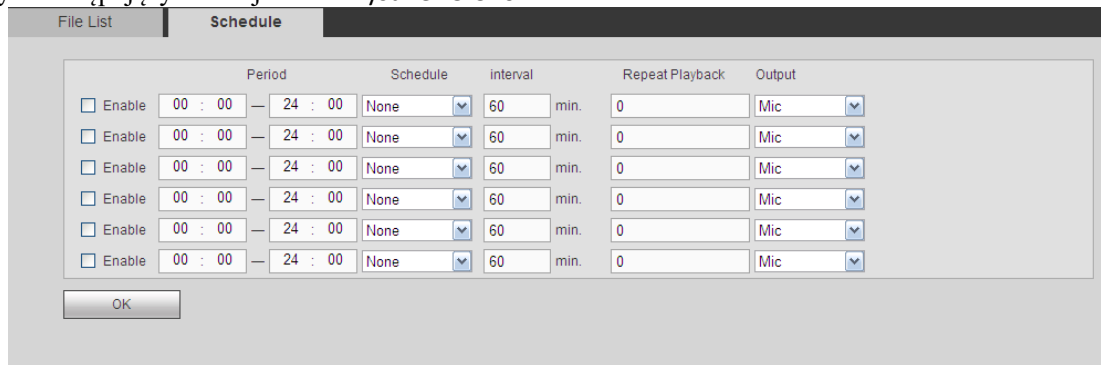 File List Schedule
Period Schedule interval Repeat Playback Output
Enable 00 : 00 — 24 : 00 None 60 min. 0 Mic
Enable 00 : 00 — 24 : 00 None 60 min. 0 Mic
Enable 00 : 00 — 24 : 00 None 60 min. 0 Mic
Enable 00 : 00 — 24 : 00 None 60 min. 0 Mic
Enable 00 : 00 — 24 : 00 None 60 min. 0 Mic
Enable 00 : 00 — 24 : 00 None 60 min. 0 Mic
OK